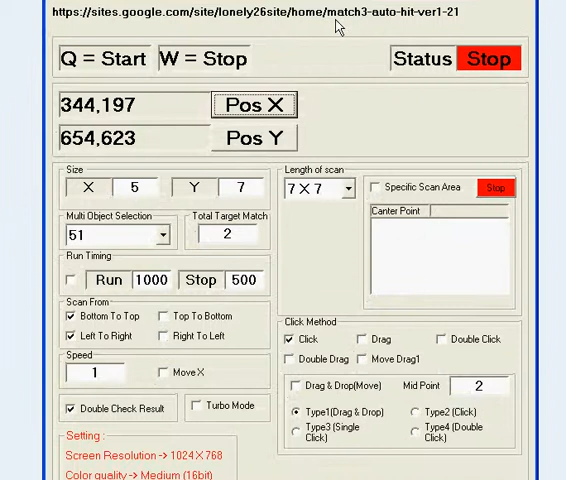 https://sites.google.com/site/lonely26site/home/match3-auto-hit-ver1-21
Q = Start W = Stop Status Stop
344,197 Pos X
654,623 Pos Y
Size
X 5 Y 7
Length of scan
7 X 7
Specific Scan Area Stop
Canter Point
Multi Object Selection
51
Total Target Match
2
Run Timing
Run 1000 Stop 500
Scan From
Bottom To Top Top To Bottom
Left To Right Right To Left
Speed
1 Move X
Double Check Result Turbo Mode
Click Method
Click Drag Double Click
Double Drag Move Drag1
Drag & Drop(Move) Mid Point 2
Type1(Drag & Drop) Type2 (Click)
Type3 (Single Click) Type4 (Double Click)
Setting :
Screen Resolution -> 1024 X 768
Color quality -> Medium (16bit)